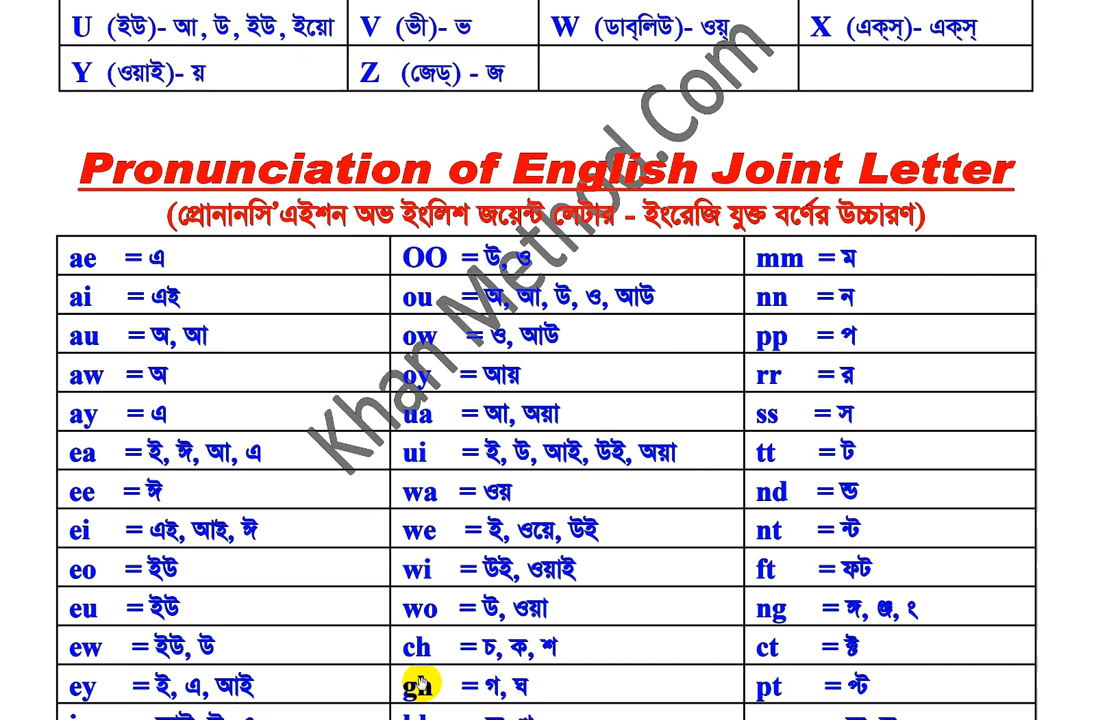 U (ইউ)- আ, উ, ইউ, ইয়ো V (ভী)- ভ W (ডাব্‌লিউ)- ওয়্ X (এক্‌স্)- এক্‌স্
Y (ওয়াই)- য় Z (জেড্) - জ
Pronunciation of English Joint Letter
(প্রোনানসি’এইশন অভ ইংলিশ জয়েন্ট লেটার - ইংরেজি যুক্ত বর্ণের উচ্চারণ)
ae = এ OO = উ, ও mm = ম
ai = এই ou = অ, আ, উ, ও, আউ nn = ন
au = অ, আ ow = ও, আউ pp = প
aw = অ oy = আয় rr = র
ay = এ ua = আ, অয়া ss = স
ea = ই, ঈ, আ, এ ui = ই, উ, আই, উই, অয়া tt = ট
ee = ঈ wa = ওয় nd = ন্ড
ei = এই, আই, ঈ we = ই, ওয়ে, উই nt = ন্ট
eo = ইউ wi = উই, ওয়াই ft = ফট
eu = ইউ wo = উ, ওয়া ng = ঙ্গ, ঞ্জ, ং
ew = ইউ, উ ch = চ, ক, শ ct = ক্ট
ey = ই, এ, আই gh = গ, ঘ pt = প্ট
Khan Method.Com